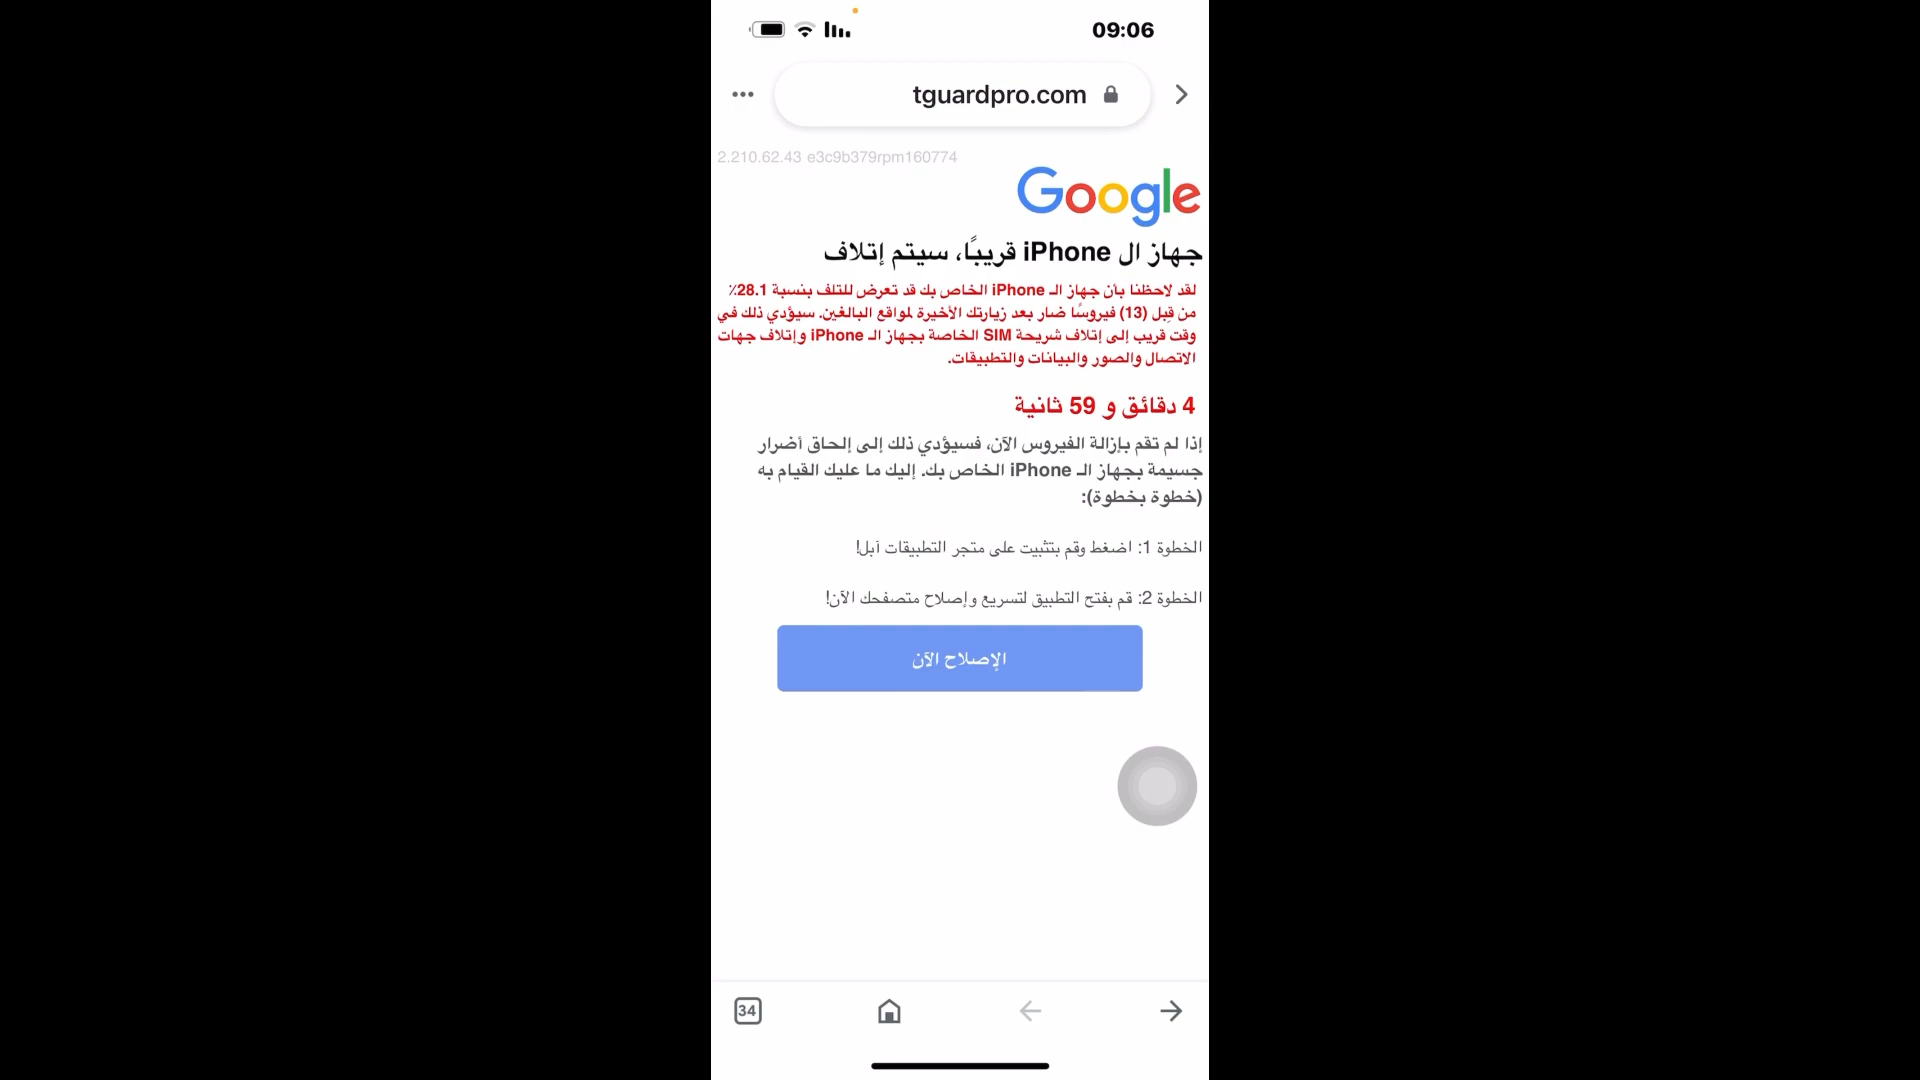 09:06
tguardpro.com
2.210.62.43 e3c9b379rpm160774
Google
جهاز ال iPhone قريبًا، سيتم إتلاف
لقد لاحظنا بأن جهاز الـ iPhone الخاص بك قد تعرض للتلف بنسبة 28.1٪
من قِبل (13) فيروسًا ضار بعد زيارتك الأخيرة لمواقع البالغين. سيؤدي ذلك في
وقت قريب إلى إتلاف شريحة SIM الخاصة بجهاز الـ iPhone وإتلاف جهات
الاتصال والصور والبيانات والتطبيقات.
4 دقائق و 59 ثانية
إذا لم تقم بإزالة الفيروس الآن، فسيؤدي ذلك إلى إلحاق أضرار
جسيمة بجهاز الـ iPhone الخاص بك. إليك ما عليك القيام به
(خطوة بخطوة):
الخطوة 1: اضغط وقم بتثبيت على متجر التطبيقات آبل!
الخطوة 2: قم بفتح التطبيق لتسريع وإصلاح متصفحك الآن!
الإصلاح الآن
34